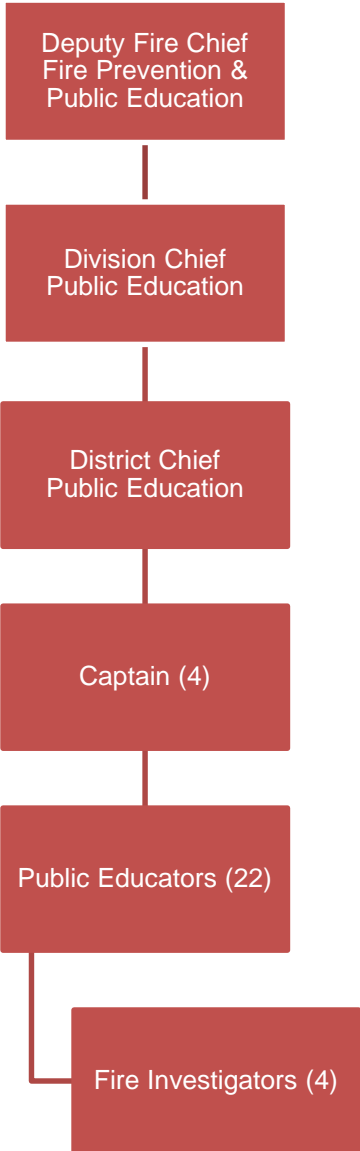 Deputy Fire Chief
Fire Prevention &
Public Education
Division Chief
Public Education
District Chief
Public Education
Captain (4)
Public Educators (22)
Fire Investigators (4)